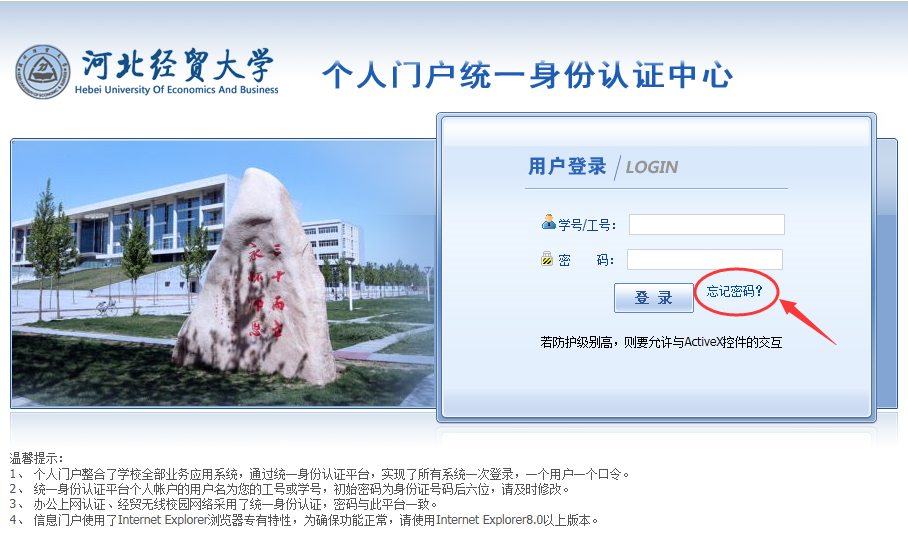 河北经贸大学
Hebei University Of Economics And Business
个人门户统一身份认证中心
用户登录 / LOGIN
学号/工号：
密 码：
登 录
忘记密码?
若防护级别高，则要允许与ActiveX控件的交互
三十而立
永怀母恩
温馨提示：
1、 个人门户整合了学校全部业务应用系统，通过统一身份认证平台，实现了所有系统一次登录，一个用户一个口令。
2、 统一身份认证平台个人帐户的用户名为您的工号或学号，初始密码为身份证号码后六位，请及时修改。
3、 办公上网认证、经贸无线校园网络采用了统一身份认证，密码与此平台一致。
4、 信息门户使用了Internet Explorer浏览器专有特性，为确保功能正常，请使用Internet Explorer8.0以上版本。